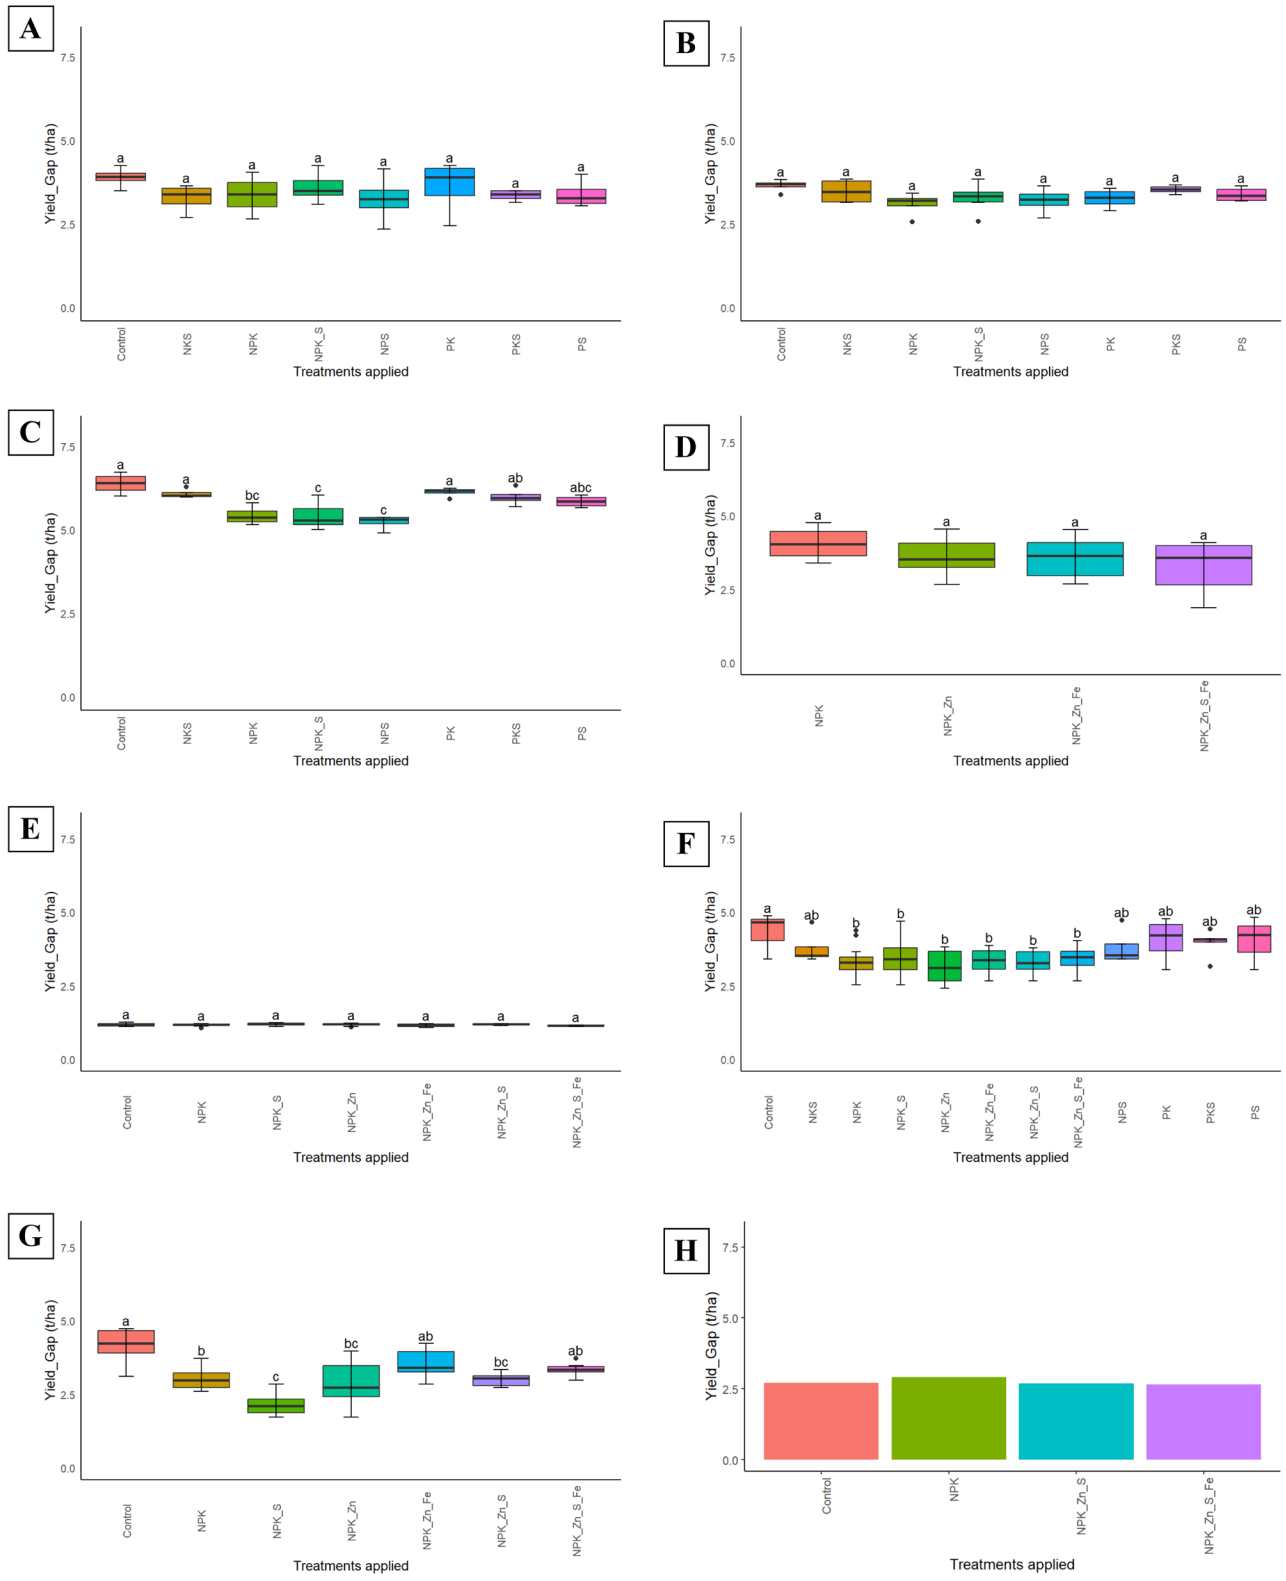 A
Yield_Gap (t/ha)
7.5
5.0
2.5
0.0
a a a a a a a a
Control NKS NPK NPK_S NPS PK PKS PS
Treatments applied
B
Yield_Gap (t/ha)
7.5
5.0
2.5
0.0
a a a a a a a a
Control NKS NPK NPK_S NPS PK PKS PS
Treatments applied
C
Yield_Gap (t/ha)
7.5
5.0
2.5
0.0
a a bc c c a ab abc
Control NKS NPK NPK_S NPS PK PKS PS
Treatments applied
D
Yield_Gap (t/ha)
7.5
5.0
2.5
0.0
a a a a
NPK NPK_Zn NPK_Zn_Fe NPK_Zn_S_Fe
Treatments applied
E
Yield_Gap (t/ha)
7.5
5.0
2.5
0.0
a a a a a a a
Control NPK NPK_S NPK_Zn NPK_Zn_Fe NPK_Zn_S NPK_Zn_S_Fe
Treatments applied
F
Yield_Gap (t/ha)
7.5
5.0
2.5
0.0
a ab b b b b b b ab ab ab ab
Control NKS NPK NPK_S NPK_Zn NPK_Zn_Fe NPK_Zn_S NPK_Zn_S_Fe NPS PK PKS PS
Treatments applied
G
Yield_Gap (t/ha)
7.5
5.0
2.5
0.0
a b c bc ab bc ab
Control NPK NPK_S NPK_Zn NPK_Zn_Fe NPK_Zn_S NPK_Zn_S_Fe
Treatments applied
H
Yield_Gap (t/ha)
7.5
5.0
2.5
0.0
Control NPK NPK_Zn_S NPK_Zn_S_Fe
Treatments applied